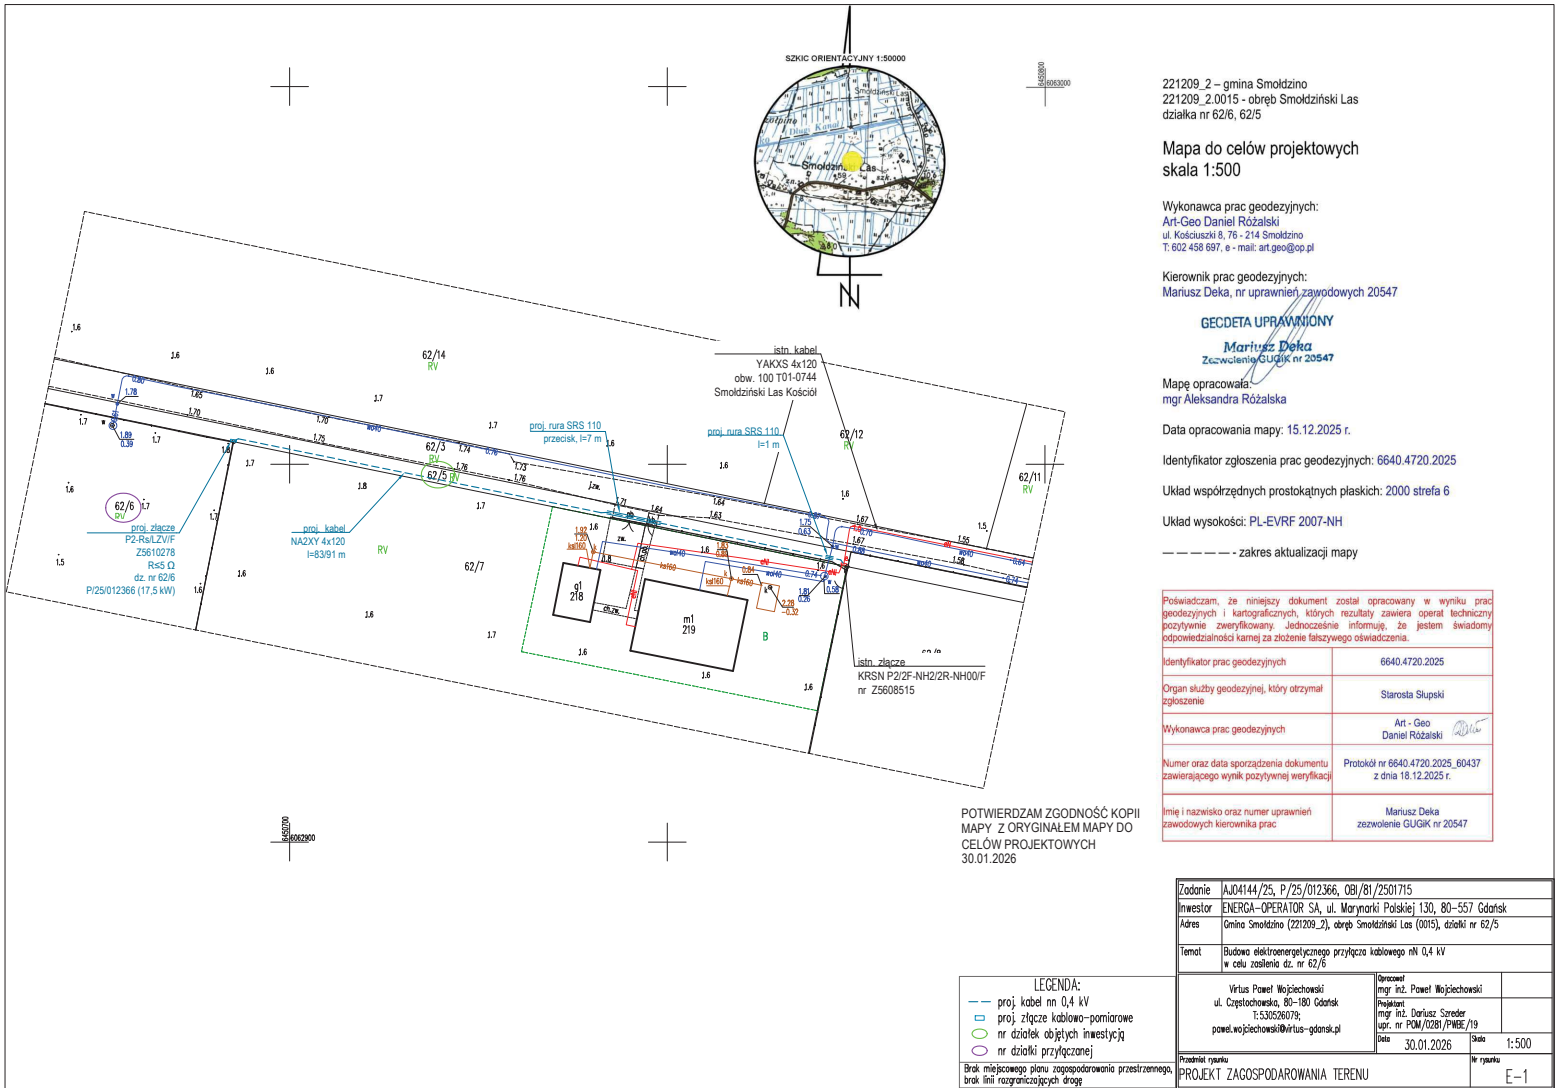 SZKIC ORIENTACYJNY 1:50000
Smołdziński Las
Długi Kanał
Smołdziński Las
szk.
N
6450800
6063000
221209_2 – gmina Smołdzino
221209_2.0015 - obręb Smołdziński Las
działka nr 62/6, 62/5
Mapa do celów projektowych
skala 1:500
Wykonawca prac geodezyjnych:
Art-Geo Daniel Różalski
ul. Kościuszki 8, 76 - 214 Smołdzino
T: 602 458 697, e - mail: art.geo@op.pl
Kierownik prac geodezyjnych:
Mariusz Deka, nr uprawnień zawodowych 20547
GEODETA UPRAWNIONY
Mariusz Deka
Zezwolenie GUGiK nr 20547
Mapę opracowała:
mgr Aleksandra Różalska
Data opracowania mapy: 15.12.2025 r.
Identyfikator zgłoszenia prac geodezyjnych: 6640.4720.2025
Układ współrzędnych prostokątnych płaskich: 2000 strefa 6
Układ wysokości: PL-EVRF 2007-NH
- zakres aktualizacji mapy
Poświadczam, że niniejszy dokument został opracowany w wyniku prac
geodezyjnych i kartograficznych, których rezultaty zawiera operat techniczny
pozytywnie zweryfikowany. Jednocześnie informuję, że jestem świadomy
odpowiedzialności karnej za złożenie fałszywego oświadczenia.
Identyfikator prac geodezyjnych 6640.4720.2025
Organ służby geodezyjnej, który otrzymał
zgłoszenie
Starosta Słupski
Wykonawca prac geodezyjnych
Art - Geo
Daniel Różalski
Numer oraz data sporządzenia dokumentu
zawierającego wynik pozytywnej weryfikacji
Protokół nr 6640.4720.2025_60437
z dnia 18.12.2025 r.
Imię i nazwisko oraz numer uprawnień
zawodowych kierownika prac
Mariusz Deka
zezwolenie GUGiK nr 20547
istn. kabel
YAKXS 4x120
obw. 100 T01-0744
Smołdziński Las Kościół
proj. rura SRS 110
przecisk, l=7 m
proj. rura SRS 110
l=1 m
62/14
RV
62/3
RV
62/5
RV
62/12
RV
62/11
RV
62/6
RV
proj. złącze
P2-Rs/LZV/F
Z5610278
R≤5 Ω
dz. nr 62/6
P/25/012366 (17,5 kW)
proj. kabel
NA2XY 4x120
l=83/91 m
RV
62/7
g1
218
m1
219
B
istn. złącze
KRSN P2/2F-NH2/2R-NH00/F
nr Z5608515
6450700
6062900
POTWIERDZAM ZGODNOŚĆ KOPII
MAPY Z ORYGINAŁEM MAPY DO
CELÓW PROJEKTOWYCH
30.01.2026
LEGENDA:
proj. kabel nn 0,4 kV
proj. złącze kablowo-pomiarowe
nr działek objętych inwestycją
nr działki przyłączanej
Brak miejscowego planu zagospodarowania przestrzennego,
brak linii rozgraniczających drogę
Zadanie AJ04144/25, P/25/012366, OBI/81/2501715
Inwestor ENERGA-OPERATOR SA, ul. Marynarki Polskiej 130, 80-557 Gdańsk
Adres Gmina Smołdzino (221209_2), obręb Smołdziński Las (0015), działki nr 62/5
Temat Budowa elektroenergetycznego przyłącza kablowego nN 0,4 kV
w celu zasilenia dz. nr 62/6
Virtus Paweł Wojciechowski
ul. Częstochowska, 80-180 Gdańsk
T:530526079;
pawel.wojciechowski@virtus-gdansk.pl
Opracował
mgr inż. Paweł Wojciechowski
Projektant
mgr inż. Dariusz Szreder
upr. nr POM/0281/PWBE/19
Data 30.01.2026 Skala 1:500
Przedmiot rysunku
PROJEKT ZAGOSPODAROWANIA TERENU
Nr rysunku
E-1